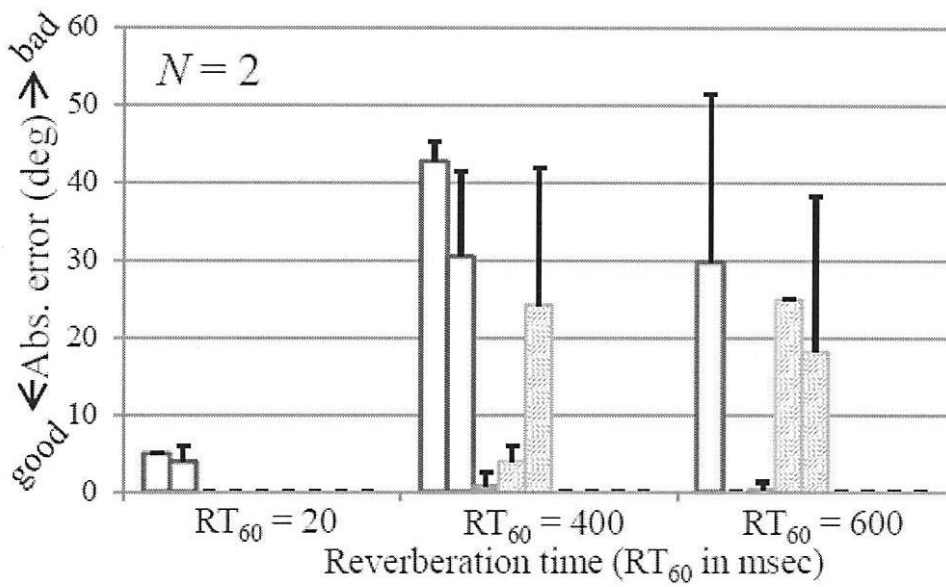 60
50
40
30
20
10
0
good ← Abs. error (deg) → bad
N = 2
RT60 = 20
RT60 = 400
RT60 = 600
Reverberation time (RT60 in msec)